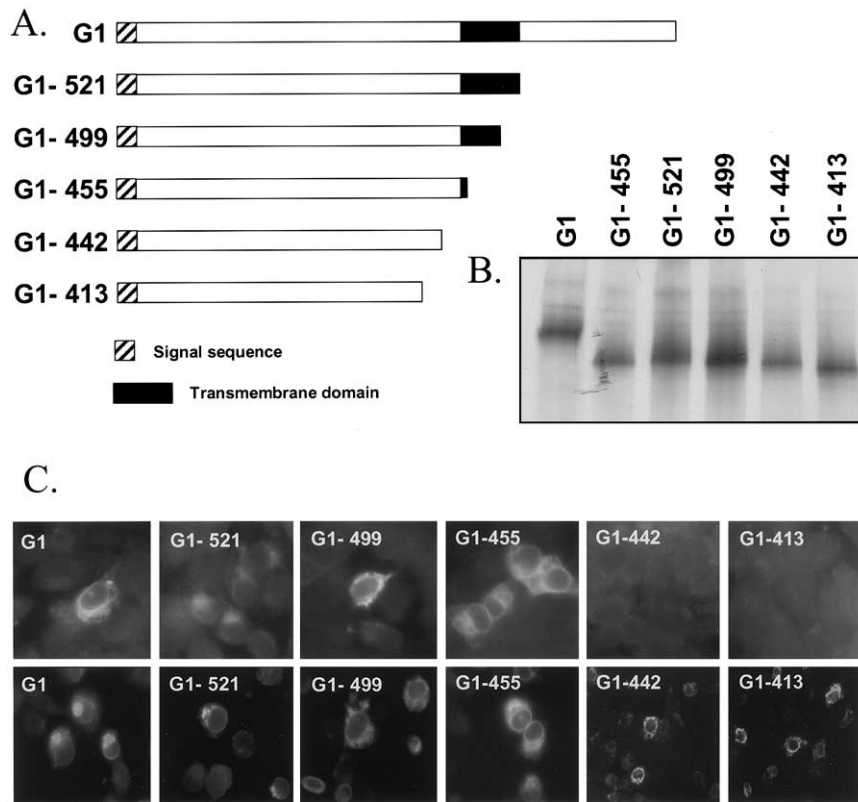 A.
G1
G1- 521
G1- 499
G1- 455
G1- 442
G1- 413
Signal sequence
Transmembrane domain
B.
G1
G1- 455
G1- 521
G1- 499
G1- 442
G1- 413
C.
G1
G1- 521
G1- 499
G1-455
G1-442
G1-413
G1
G1- 521
G1- 499
G1-455
G1-442
G1-413